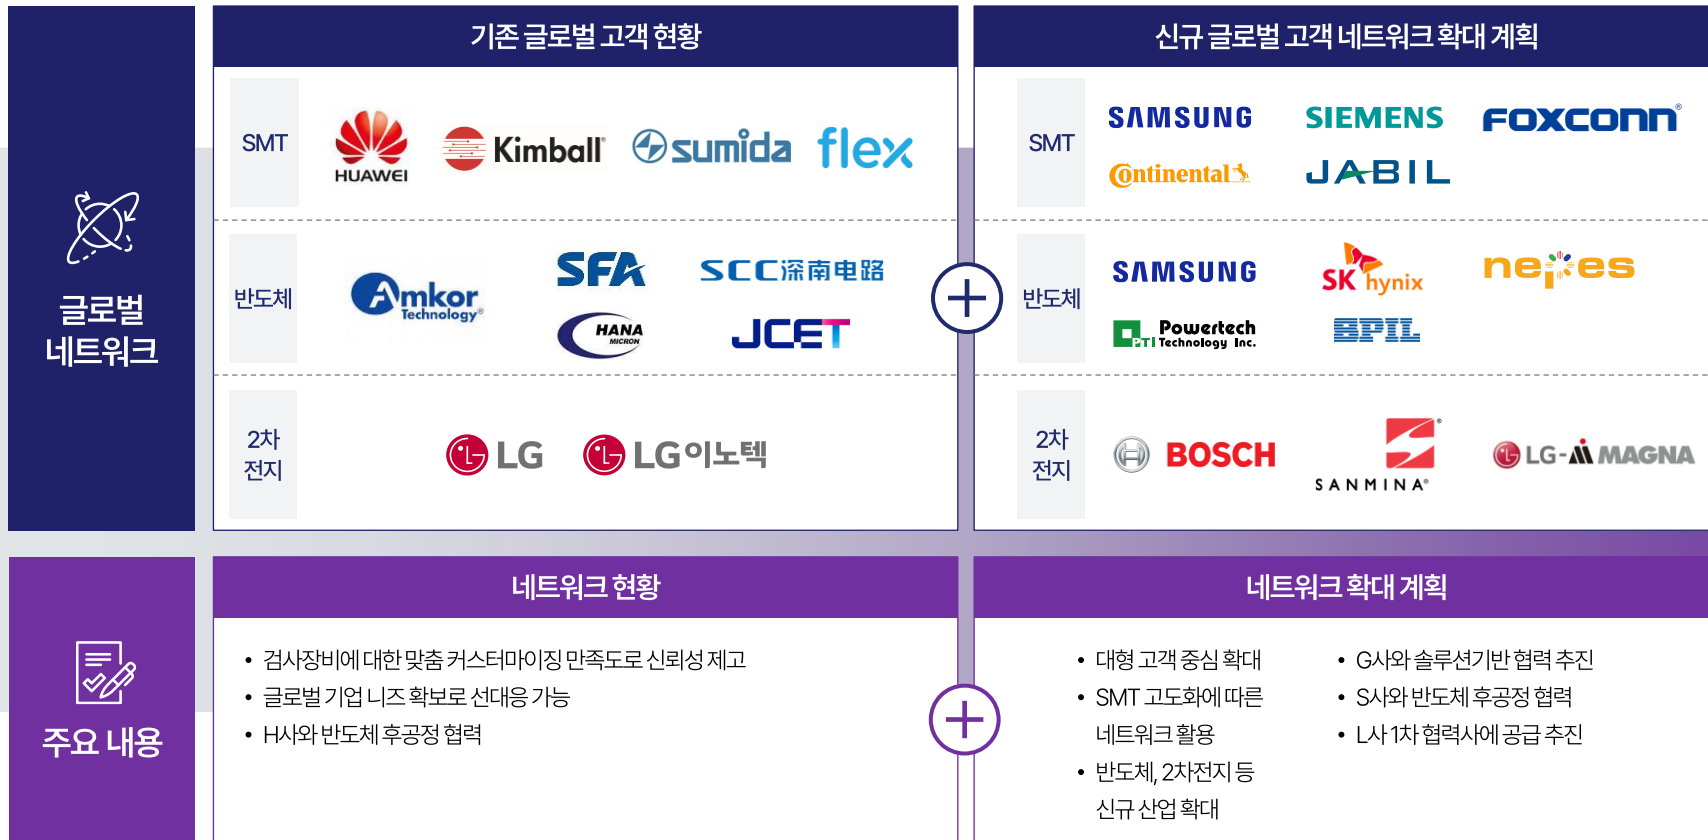 글로벌
네트워크
기존 글로벌 고객 현황
SMT
HUAWEI
Kimball®
sumida
flex
반도체
Amkor
Technology®
SFA
SCC深南电路
HANA
MICRON
JCET
2차
전지
LG
LG이노텍
신규 글로벌 고객 네트워크 확대 계획
SMT
SAMSUNG
SIEMENS
FOXCONN®
Continental
JABIL
반도체
SAMSUNG
SK hynix
nepes
PTI
Powertech
Technology Inc.
SPIL
2차
전지
BOSCH
SANMINA®
LG-M MAGNA
주요 내용
네트워크 현황
• 검사장비에 대한 맞춤 커스터마이징 만족도로 신뢰성 제고
• 글로벌 기업 니즈 확보로 선대응 가능
• H사와 반도체 후공정 협력
네트워크 확대 계획
• 대형 고객 중심 확대
• SMT 고도화에 따른
네트워크 활용
• 반도체, 2차전지 등
신규 산업 확대
• G사와 솔루션기반 협력 추진
• S사와 반도체 후공정 협력
• L사 1차 협력사에 공급 추진